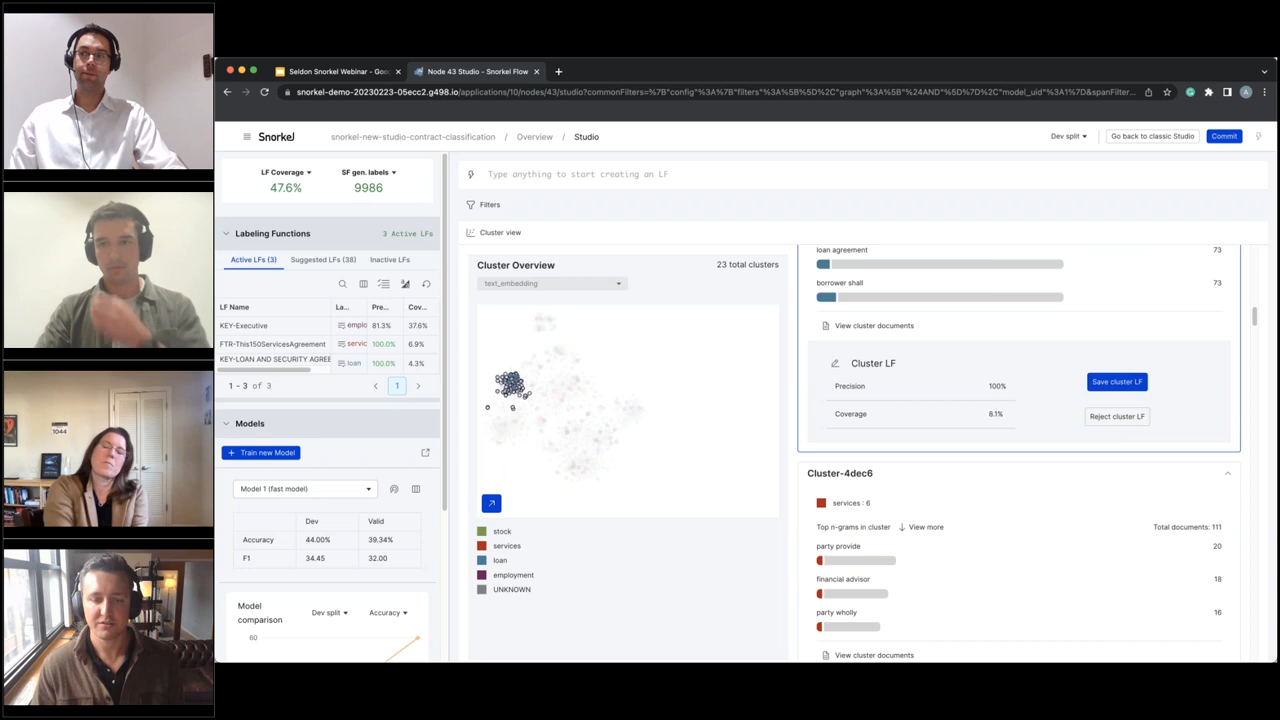 1044
Seldon Snorkel Webinar - Goo
Node 43 Studio - Snorkel Flow
snorkel-demo-20230223-05ecc2.g498.io/applications/10/nodes/43/studio?commonFilters=%7B"config"%3A%7B"filters"%3A%5B%5D%2C"graph"%3A%5B"%24AND"%5D%7D%2C"model_uid"%3A1%7D&spanFilter...
Snorkel
snorkel-new-studio-contract-classification / Overview / Studio
Dev split
Go back to classic Studio
Commit
LF Coverage
SF gen. labels
47.6%
9986
Type anything to start creating an LF
Filters
Labeling Functions
3 Active LFs
Cluster view
Active LFs (3)
Suggested LFs (38)
Inactive LFs
LF Name
La...
Pre...
Cov...
KEY-Executive
emplo
81.3%
37.6%
FTR-This150ServicesAgreement
servic
100.0%
6.9%
KEY-LOAN AND SECURITY AGREE
loan
100.0%
4.3%
1 - 3 of 3
1
Models
Train new Model
Model 1 (fast model)
Dev
Valid
Accuracy
44.00%
39.34%
F1
34.45
32.00
Model comparison
Dev split
Accuracy
60
Cluster Overview
23 total clusters
text_embedding
stock
services
loan
employment
UNKNOWN
loan agreement
73
borrower shall
73
View cluster documents
Cluster LF
Precision
100%
Save cluster LF
Coverage
8.1%
Reject cluster LF
Cluster-4dec6
services : 6
Top n-grams in cluster
View more
Total documents: 111
party provide
20
financial advisor
18
party wholly
16
View cluster documents